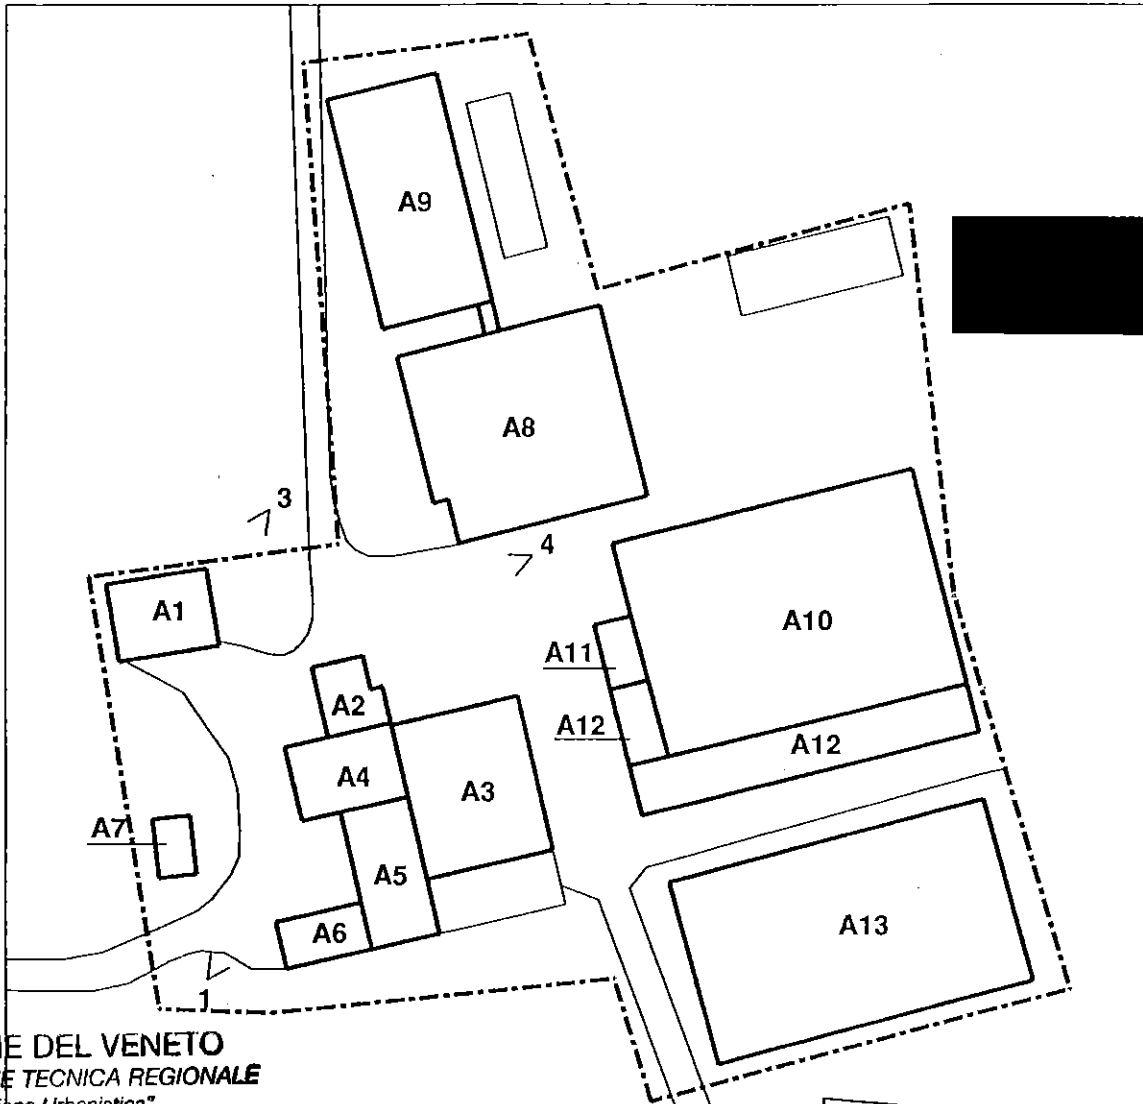 A9
A8
3
4
A1
A10
A11
A2
A12
A12
A4
A3
A7
A5
A13
A6
1
E DEL VENETO
E TECNICA REGIONALE
Urbanistica"